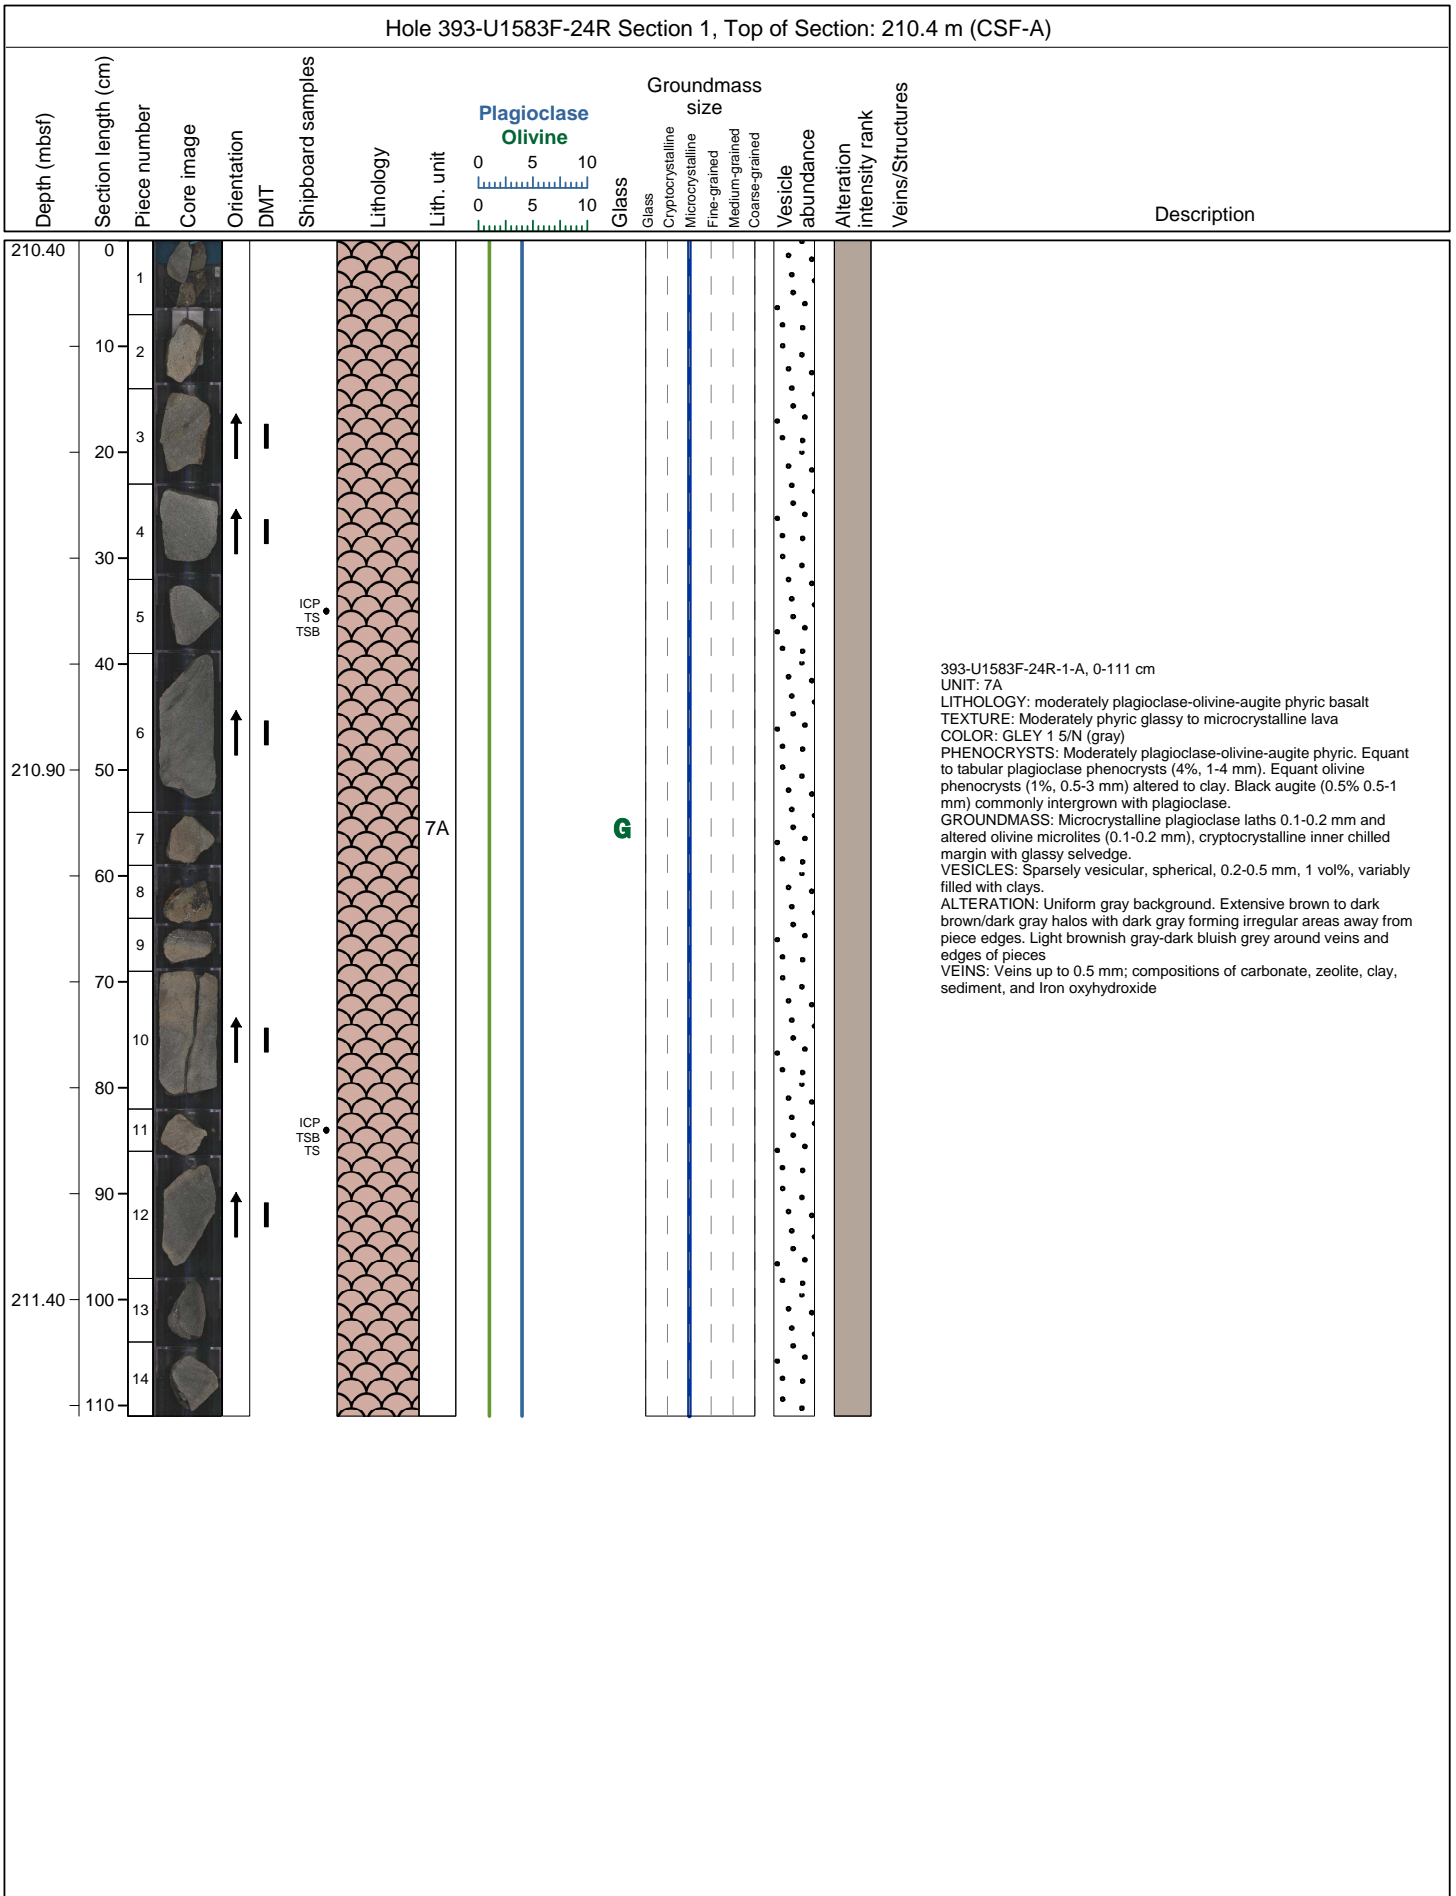 Hole 393-U1583F-24R Section 1, Top of Section: 210.4 m (CSF-A)
Depth (mbsf)
Section length (cm)
Piece number
Core image
Orientation
DMT
Shipboard samples
Lithology
Lith. unit
Plagioclase
Olivine
0 5 10
0 5 10
Glass
Groundmass
size
Glass
Cryptocrystalline
Microcrystalline
Fine-grained
Medium-grained
Coarse-grained
Vesicle
abundance
Alteration
intensity rank
Veins/Structures
Description
210.40
210.90
211.40
0
10
20
30
40
50
60
70
80
90
100
110
1
2
3
4
5
6
7
8
9
10
11
12
13
14
ICP
TS
TSB
ICP
TSB
TS
7A
G
393-U1583F-24R-1-A, 0-111 cm
UNIT: 7A
LITHOLOGY: moderately plagioclase-olivine-augite phyric basalt
TEXTURE: Moderately phyric glassy to microcrystalline lava
COLOR: GLEY 1 5/N (gray)
PHENOCRYSTS: Moderately plagioclase-olivine-augite phyric. Equant
to tabular plagioclase phenocrysts (4%, 1-4 mm). Equant olivine
phenocrysts (1%, 0.5-3 mm) altered to clay. Black augite (0.5% 0.5-1
mm) commonly intergrown with plagioclase.
GROUNDMASS: Microcrystalline plagioclase laths 0.1-0.2 mm and
altered olivine microlites (0.1-0.2 mm), cryptocrystalline inner chilled
margin with glassy selvedge.
VESICLES: Sparsely vesicular, spherical, 0.2-0.5 mm, 1 vol%, variably
filled with clays.
ALTERATION: Uniform gray background. Extensive brown to dark
brown/dark gray halos with dark gray forming irregular areas away from
piece edges. Light brownish gray-dark bluish grey around veins and
edges of pieces
VEINS: Veins up to 0.5 mm; compositions of carbonate, zeolite, clay,
sediment, and Iron oxyhydroxide